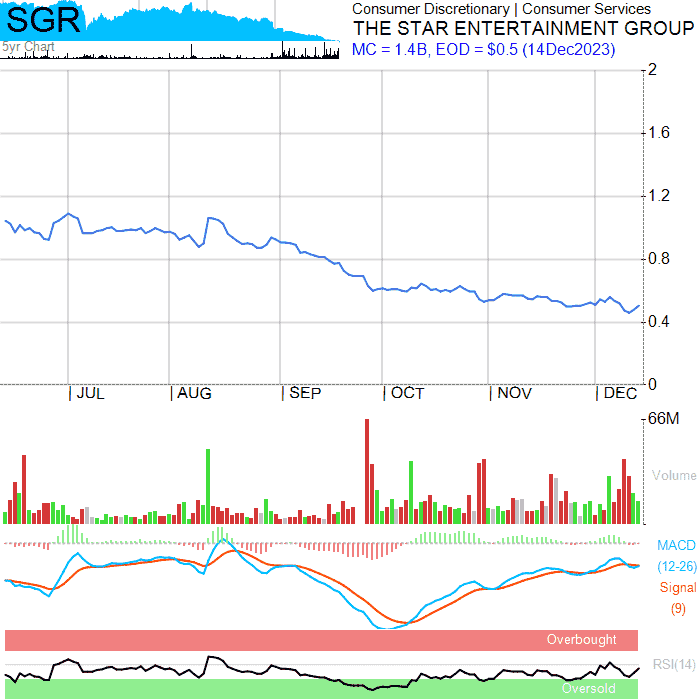 SGR
5yr Chart
Consumer Discretionary | Consumer Services
THE STAR ENTERTAINMENT GROUP
MC = 1.4B, EOD = $0.5 (14Dec2023)
2
1.6
1.2
0.8
0.4
0
| JUL | AUG | SEP | OCT | NOV | DEC
66M
Volume
MACD
(12-26)
Signal
(9)
Overbought
RSI(14)
Oversold